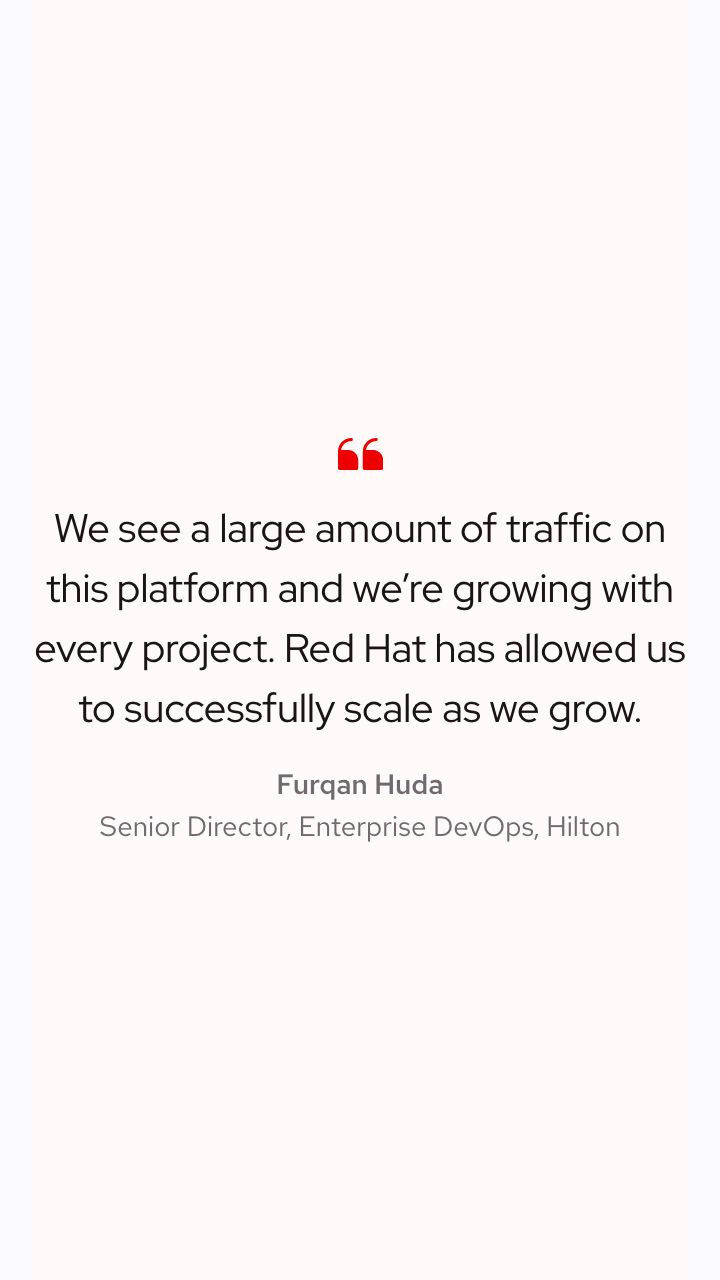 ❝
We see a large amount of traffic on
this platform and we’re growing with
every project. Red Hat has allowed us
to successfully scale as we grow.
Furqan Huda
Senior Director, Enterprise DevOps, Hilton